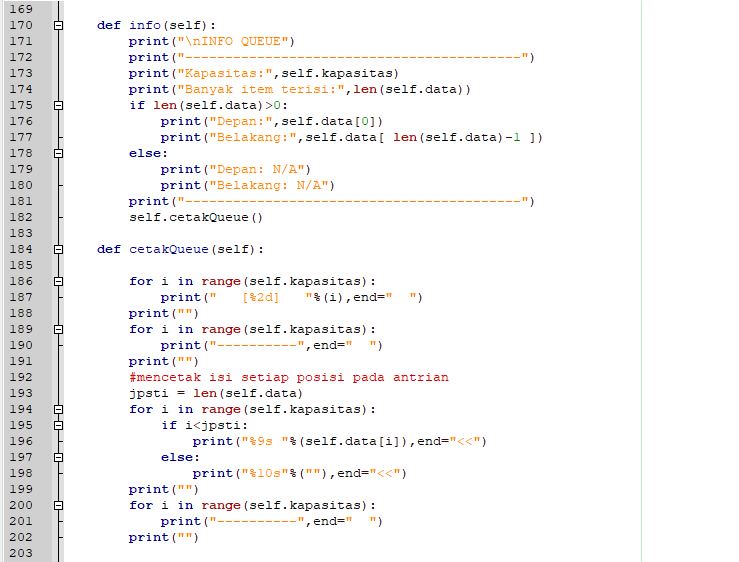 169
170     def info(self):
171         print("\nINFO QUEUE")
172         print("------------------------------------------")
173         print("Kapasitas:",self.kapasitas)
174         print("Banyak item terisi:",len(self.data))
175         if len(self.data)>0:
176             print("Depan:",self.data[0])
177             print("Belakang:",self.data[ len(self.data)-1 ])
178         else:
179             print("Depan: N/A")
180             print("Belakang: N/A")
181         print("------------------------------------------")
182         self.cetakQueue()
183
184     def cetakQueue(self):
185
186         for i in range(self.kapasitas):
187             print("   [%2d]   "%(i),end="  ")
188         print("")
189         for i in range(self.kapasitas):
190             print("----------",end="  ")
191         print("")
192         #mencetak isi setiap posisi pada antrian
193         jpsti = len(self.data)
194         for i in range(self.kapasitas):
195             if i<jpsti:
196                 print("%9s "%(self.data[i]),end="<<")
197             else:
198                 print("%10s"%(""),end="<<")
199         print("")
200         for i in range(self.kapasitas):
201             print("----------",end="  ")
202         print("")
203